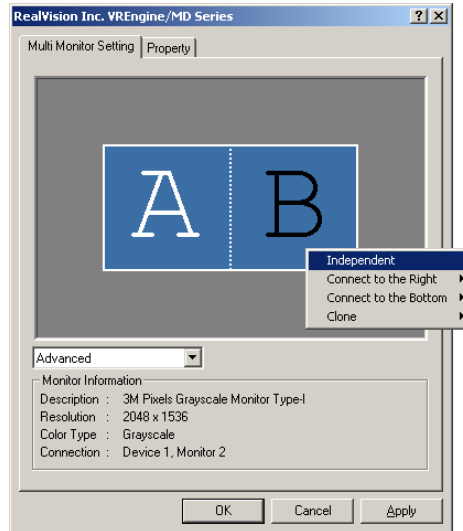 RealVision Inc. VREngine/MD Series
Multi Monitor Setting Property
A B
Independent
Connect to the Right
Connect to the Bottom
Clone
Advanced
Monitor Information
Description : 3M Pixels Grayscale Monitor Type-I
Resolution : 2048 x 1536
Color Type : Grayscale
Connection : Device 1, Monitor 2
OK Cancel Apply